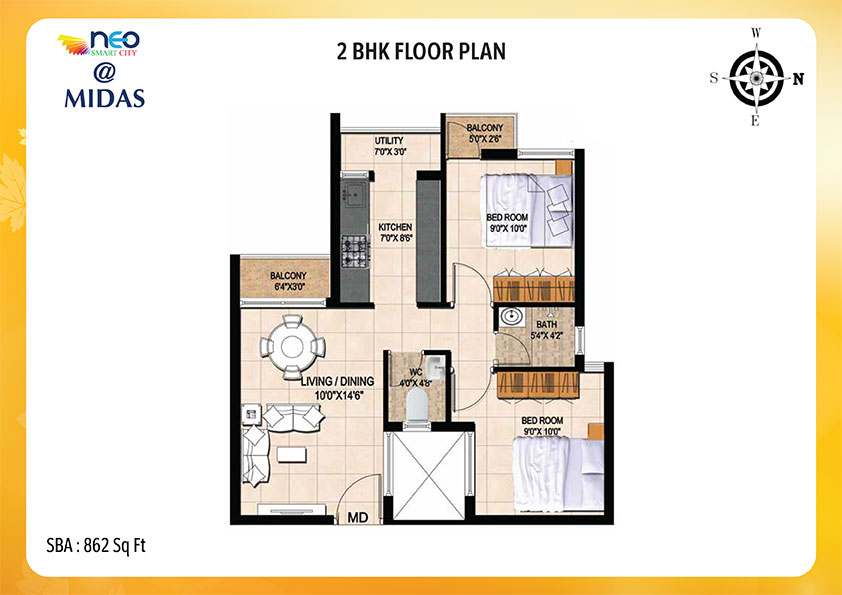 neo
SMART CITY
@
MIDAS
2 BHK FLOOR PLAN
W
S
N
E
UTILITY
7'0"X 3'0"
BALCONY
5'0"X 2'6"
KITCHEN
7'0"X 8'6"
BED ROOM
9'0"X 10'0"
BALCONY
6'4"X3'0"
BATH
5'4"X 4'2"
WC
4'0"X 4'8"
LIVING / DINING
10'0"X14'6"
BED ROOM
9'0"X 10'0"
MD
SBA : 862 Sq Ft